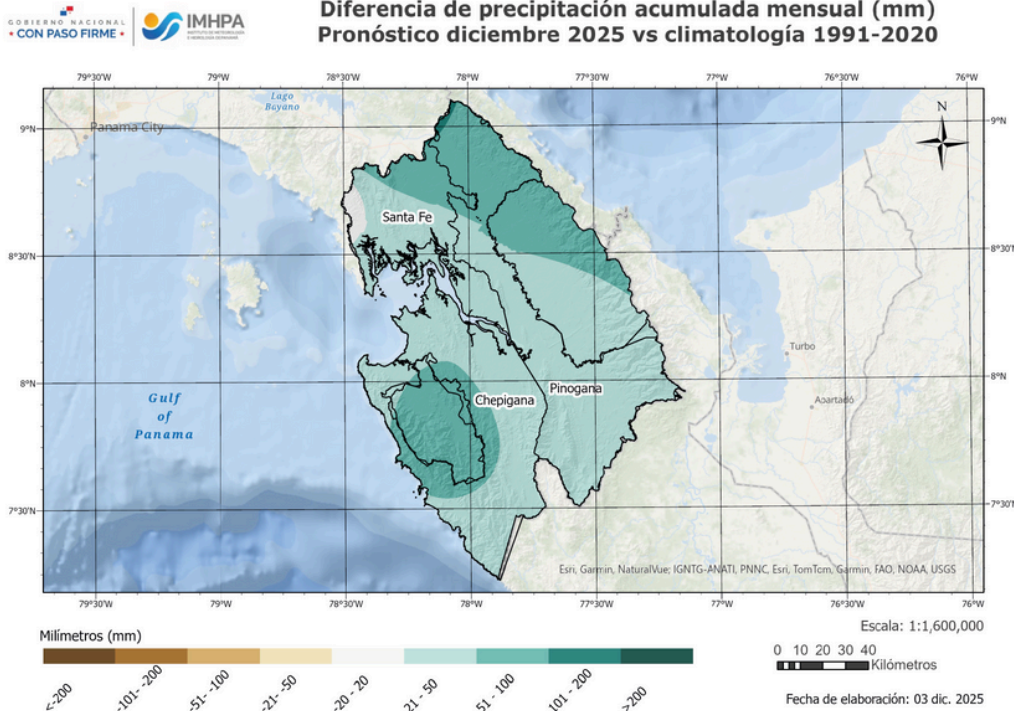 GOBIERNO NACIONAL
• CON PASO FIRME •
IMHPA
INSTITUTO DE METEOROLOGÍA
E HIDROLOGÍA DE PANAMÁ
Diferencia de precipitación acumulada mensual (mm)
Pronóstico diciembre 2025 vs climatología 1991-2020
79°30'W 79°W 78°30'W 78°W 77°30'W 77°W 76°30'W 76°W
Lago
Bayano
N
9°N 9°N
Panama City
Santa Fe
8°30'N 8°30'N
Turbo
8°N 8°N
Pinogana
Chepigana
Apartadó
Gulf
of
Panama
7°30'N 7°30'N
Esri, Garmin, NaturalVue; IGNTG-ANATI, PNNC, Esri, TomTom, Garmin, FAO, NOAA, USGS
79°30'W 79°W 78°30'W 78°W 77°30'W 77°W 76°30'W 76°W
Escala: 1:1,600,000
Milímetros (mm)
0 10 20 30 40
Kilómetros
<-200 -101- -200 -51- -100 -21- -50 -20 - 20 21 - 50 51 - 100 101 - 200 >200
Fecha de elaboración: 03 dic. 2025